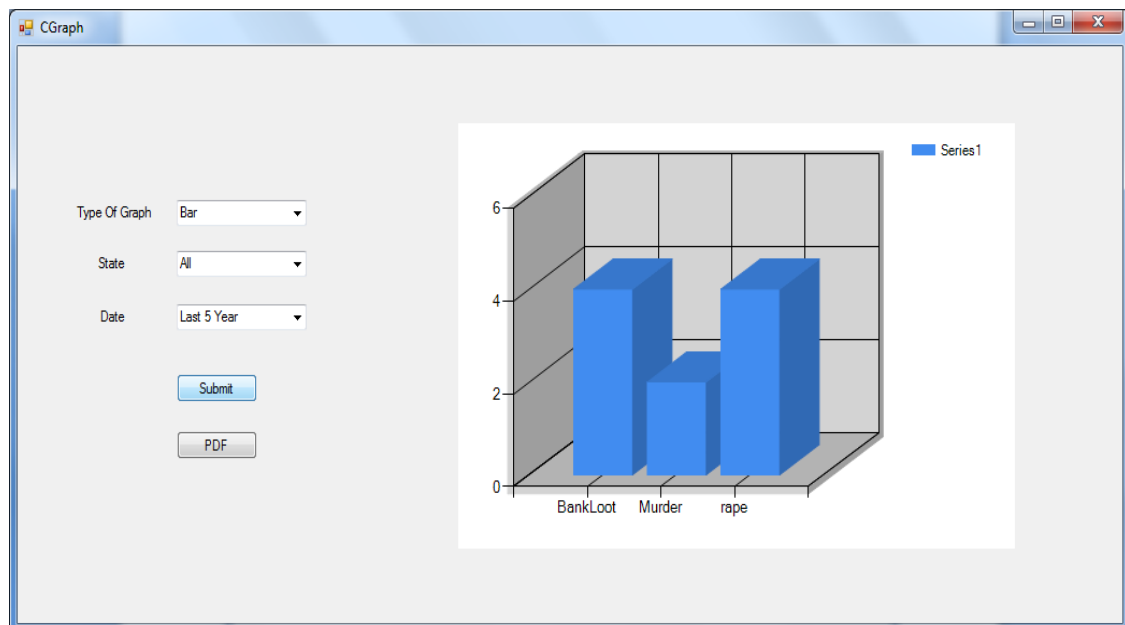 CGraph
Type Of Graph Bar
State All
Date Last 5 Year
Submit
PDF
Series1
6
4
2
0
BankLoot Murder rape